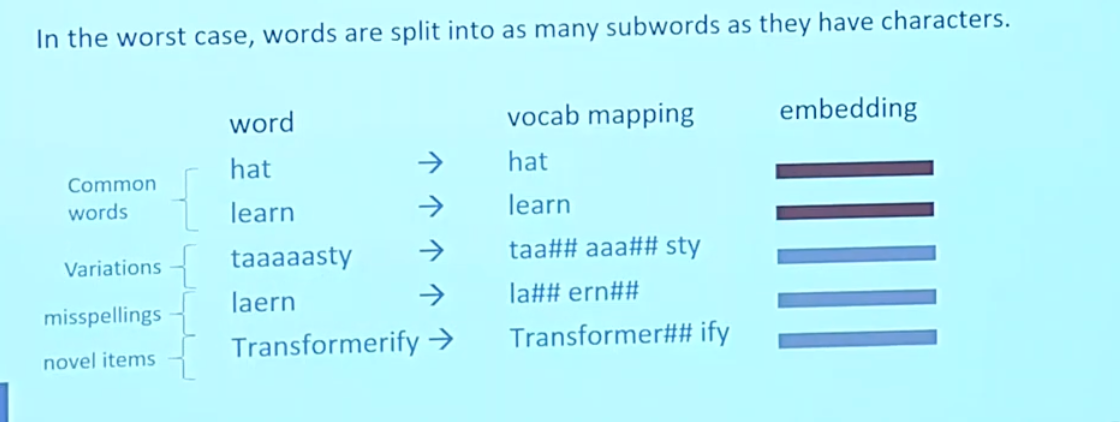 In the worst case, words are split into as many subwords as they have characters.
word vocab mapping embedding
Common words
hat → hat
learn → learn
Variations
taaaaasty → taa## aaa## sty
misspellings
laern → la## ern##
novel items
Transformerify → Transformer## ify